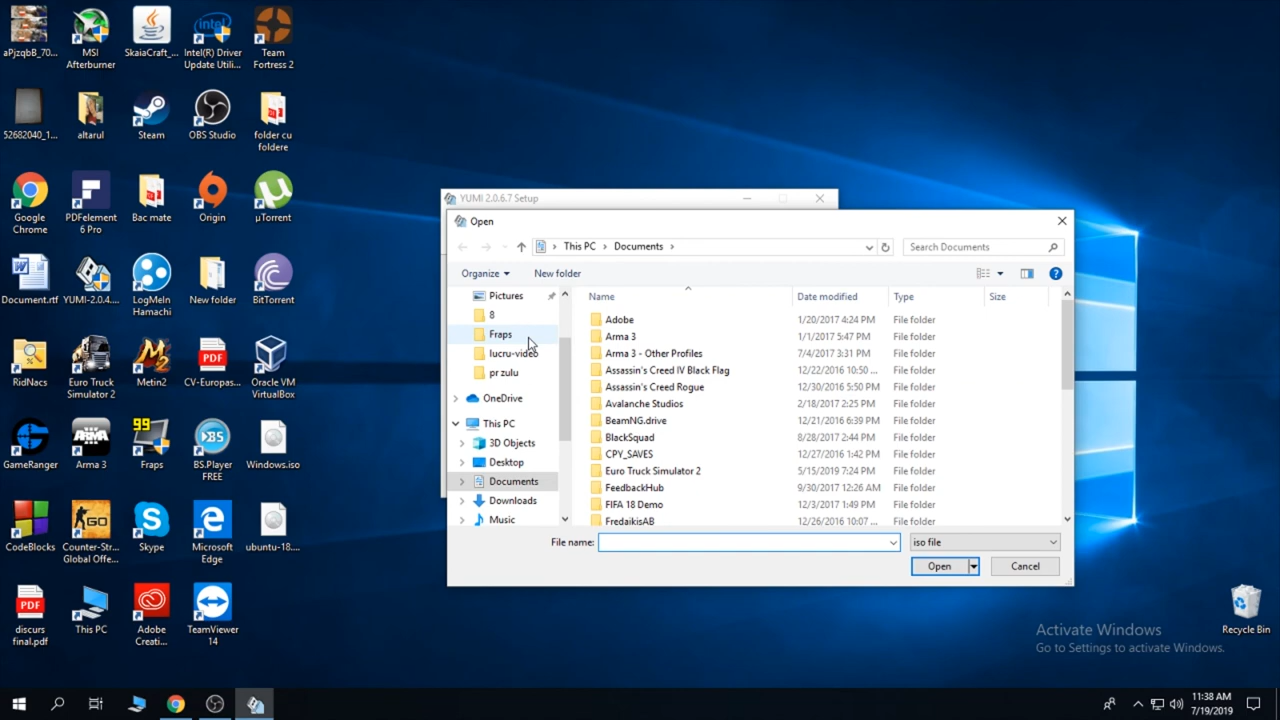 aPjzqbB_70...
MSI
Afterburner
SkaiaCraft_...
Intel(R) Driver
Update Utili...
Team
Fortress 2
52682040_1...
altarul
Steam
OBS Studio
folder cu
foldere
Google
Chrome
PDFelement
6 Pro
Bac mate
Origin
µTorrent
Document.rtf
YUMI-2.0.4....
LogMeIn
Hamachi
New folder
BitTorrent
RidNacs
Euro Truck
Simulator 2
Metin2
CV-Europas...
Oracle VM
VirtualBox
GameRanger
Arma 3
99
Fraps
BS.Player
FREE
Windows.iso
CodeBlocks
Counter-Str...
Global Offe...
Skype
Microsoft
Edge
ubuntu-18....
discurs
final.pdf
This PC
Adobe
Creati...
TeamViewer
14
YUMI 2.0.6.7 Setup
Open
This PC > Documents >
Search Documents
Organize
New folder
Pictures
8
Fraps
lucru-video
pr zulu
OneDrive
This PC
3D Objects
Desktop
Documents
Downloads
Music
Name Date modified Type Size
Adobe 1/20/2017 4:24 PM File folder
Arma 3 1/1/2017 5:47 PM File folder
Arma 3 - Other Profiles 7/4/2017 3:31 PM File folder
Assassin's Creed IV Black Flag 12/22/2016 10:50 ... File folder
Assassin's Creed Rogue 12/30/2016 5:50 PM File folder
Avalanche Studios 2/18/2017 2:25 PM File folder
BeamNG.drive 12/21/2016 6:39 PM File folder
BlackSquad 8/28/2017 2:44 PM File folder
CPY_SAVES 12/27/2016 1:42 PM File folder
Euro Truck Simulator 2 5/15/2019 7:24 PM File folder
FeedbackHub 9/30/2017 12:26 AM File folder
FIFA 18 Demo 12/3/2017 1:49 PM File folder
FredaikisAB 12/26/2016 10:07 ... File folder
File name:
iso file
Open
Cancel
Recycle Bin
Activate Windows
Go to Settings to activate Windows.
11:38 AM
7/19/2019